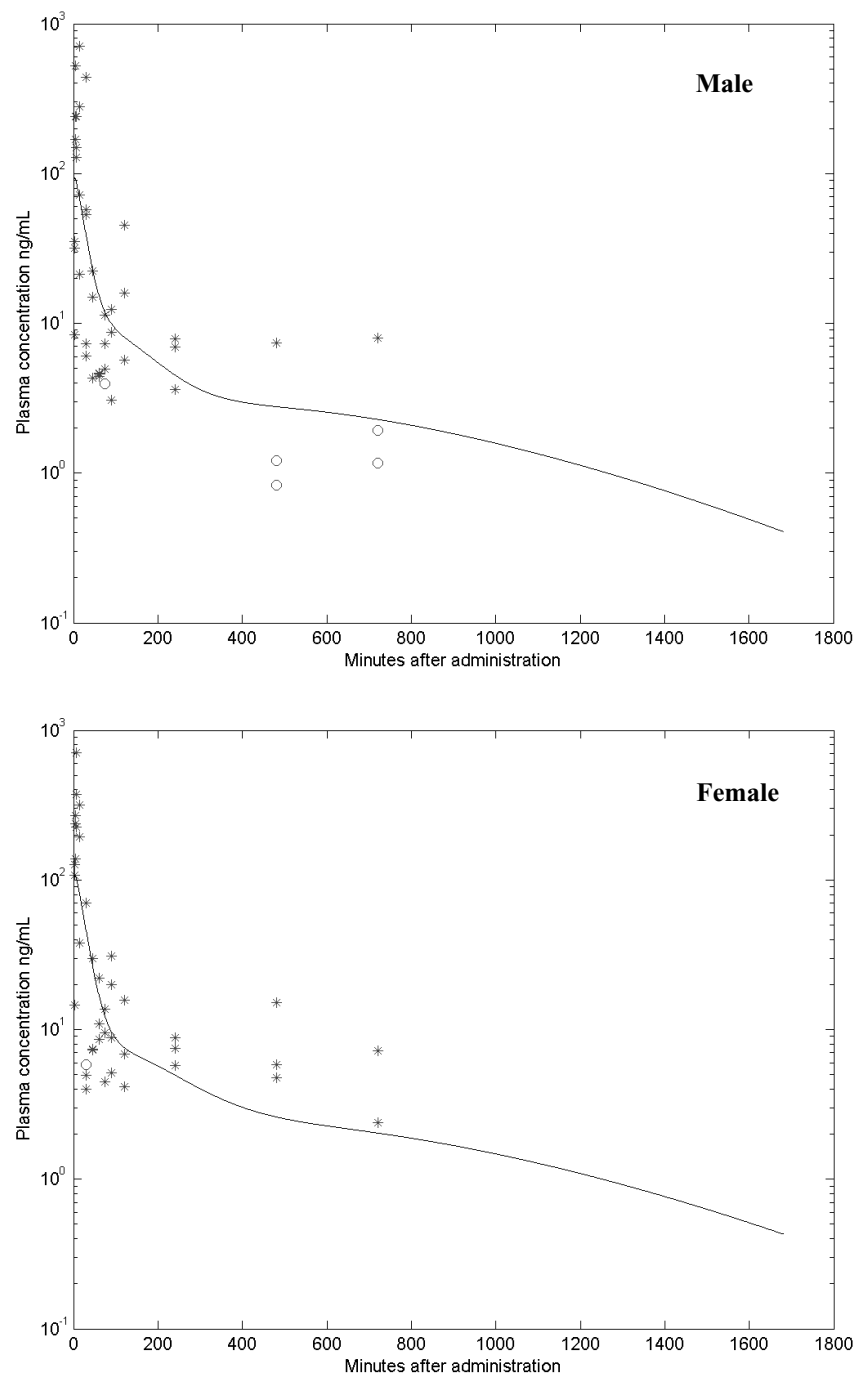 Male
10³
10²
10¹
10⁰
10⁻¹
Plasma concentration ng/mL
0 200 400 600 800 1000 1200 1400 1600 1800
Minutes after administration
Female
10³
10²
10¹
10⁰
10⁻¹
Plasma concentration ng/mL
0 200 400 600 800 1000 1200 1400 1600 1800
Minutes after administration